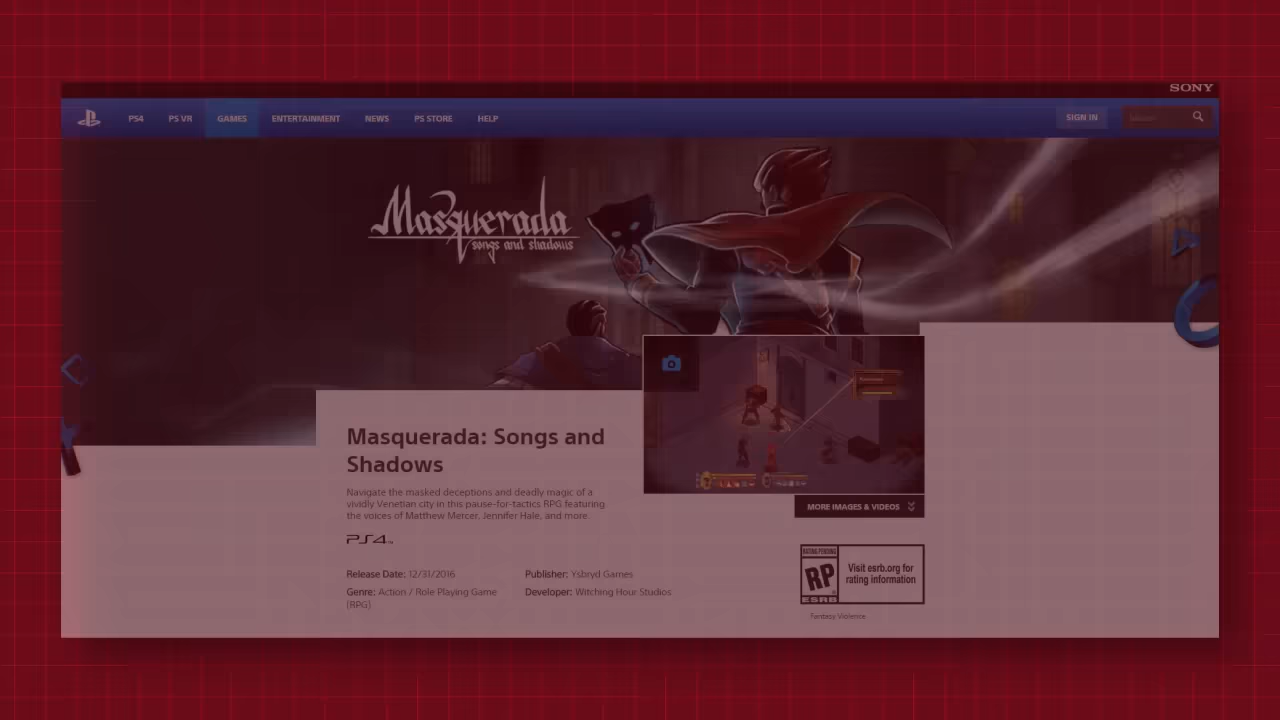 SONY
PS4 PS VR GAMES ENTERTAINMENT NEWS PS STORE HELP SIGN IN
Masquerada
songs and shadows
Masquerada: Songs and
Shadows
Navigate the masked deceptions and deadly magic of a
vividly Venetian city in this pause-for-tactics RPG featuring
the voices of Matthew Mercer, Jennifer Hale, and more.
PS4
MORE IMAGES & VIDEOS
Release Date: 12/31/2016
Publisher: Ysbryd Games
Genre: Action / Role Playing Game
(RPG)
Developer: Witching Hour Studios
RATING PENDING
RP
ESRB
Visit esrb.org for
rating information
Fantasy Violence